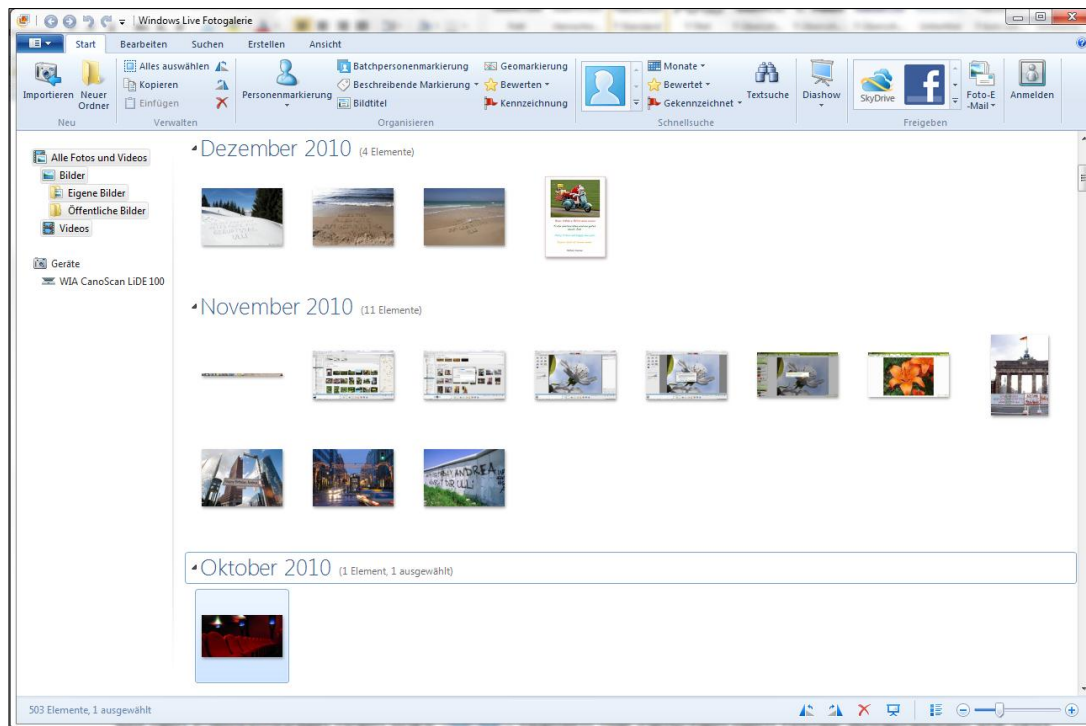 Windows Live Fotogalerie
Start Bearbeiten Suchen Erstellen Ansicht
Importieren
Neuer Ordner
Neu
Alles auswählen
Kopieren
Einfügen
Verwalten
Personenmarkierung
Batchpersonenmarkierung
Beschreibende Markierung
Bildtitel
Geomarkierung
Bewerten
Kennzeichnung
Organisieren
Monate
Bewertet
Gekennzeichnet
Textsuche
Schnellsuche
Diashow
SkyDrive
f
Foto-E
-Mail
Freigeben
Anmelden
Alle Fotos und Videos
Bilder
Eigene Bilder
Öffentliche Bilder
Videos
Geräte
WIA CanoScan LiDE 100
Dezember 2010 (4 Elemente)
November 2010 (11 Elemente)
ANDREA
Oktober 2010 (1 Element, 1 ausgewählt)
503 Elemente, 1 ausgewählt